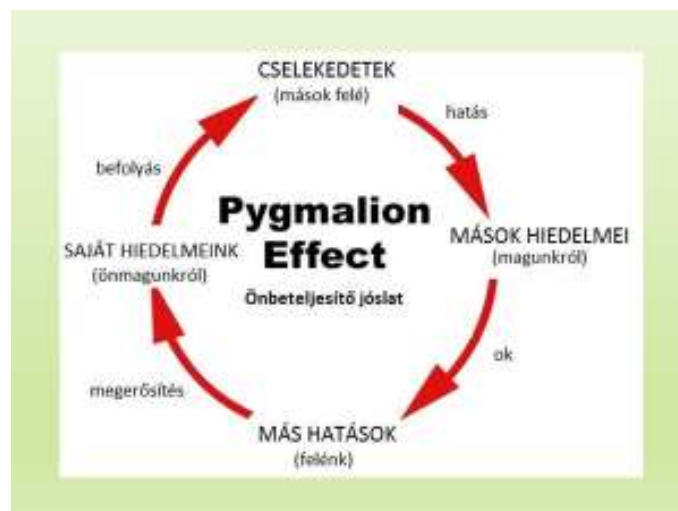 CSELEKEDETEK
(mások felé)
hatás
MÁSOK HIEDELMEI
(magunkról)
ok
MÁS HATÁSOK
(felénk)
megerősítés
SAJÁT HIEDELMEINK
(önmagunkról)
befolyás
Pygmalion
Effect
Önbeteljesítő jóslat